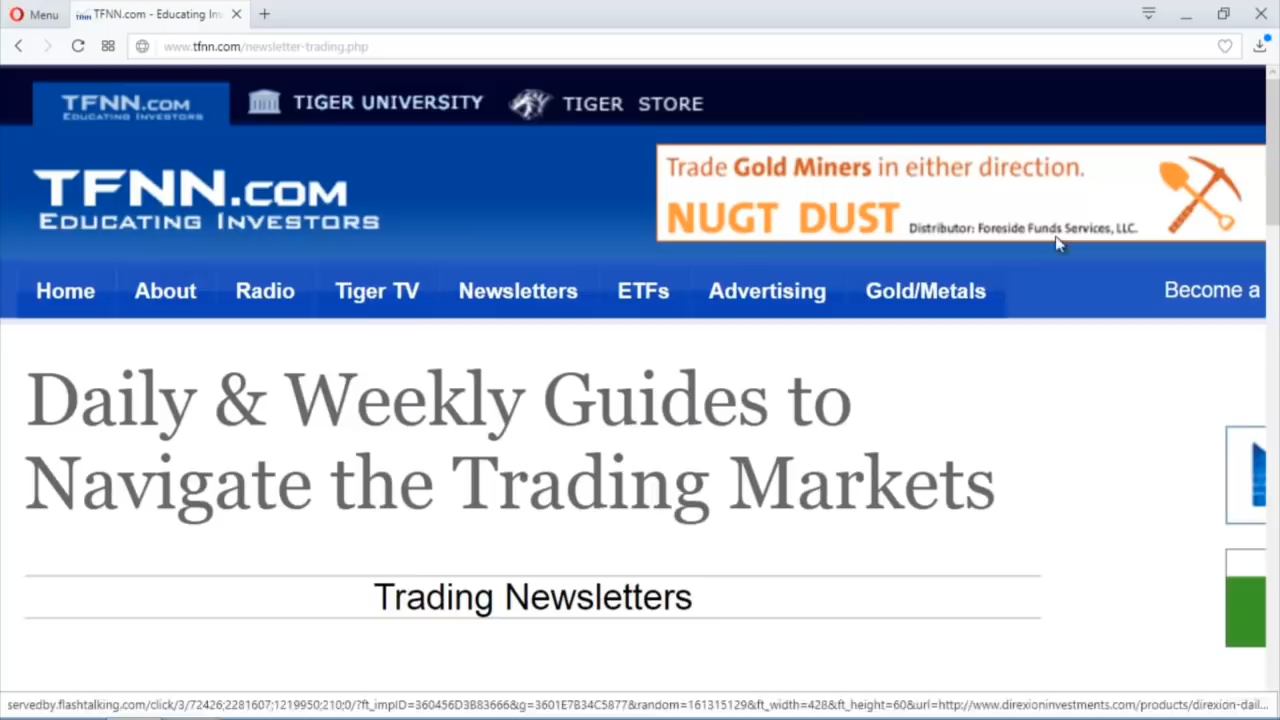 Menu
TFNN.com - Educating In
www.tfnn.com/newsletter-trading.php
TFNN.COM
EDUCATING INVESTORS
TIGER UNIVERSITY
TIGER STORE
TFNN.COM
EDUCATING INVESTORS
Trade Gold Miners in either direction.
NUGT DUST Distributor: Foreside Funds Services, LLC.
Home About Radio Tiger TV Newsletters ETFs Advertising Gold/Metals Become a
Daily & Weekly Guides to
Navigate the Trading Markets
Trading Newsletters
servedby.flashtalking.com/click/3/72426;2281607;1219950;210;0/?ft_impID=360456D3B83666&g=3601E7B34C5877&random=161315129&ft_width=428&ft_height=60&url=http://www.direxioninvestments.com/products/direxion-dail...